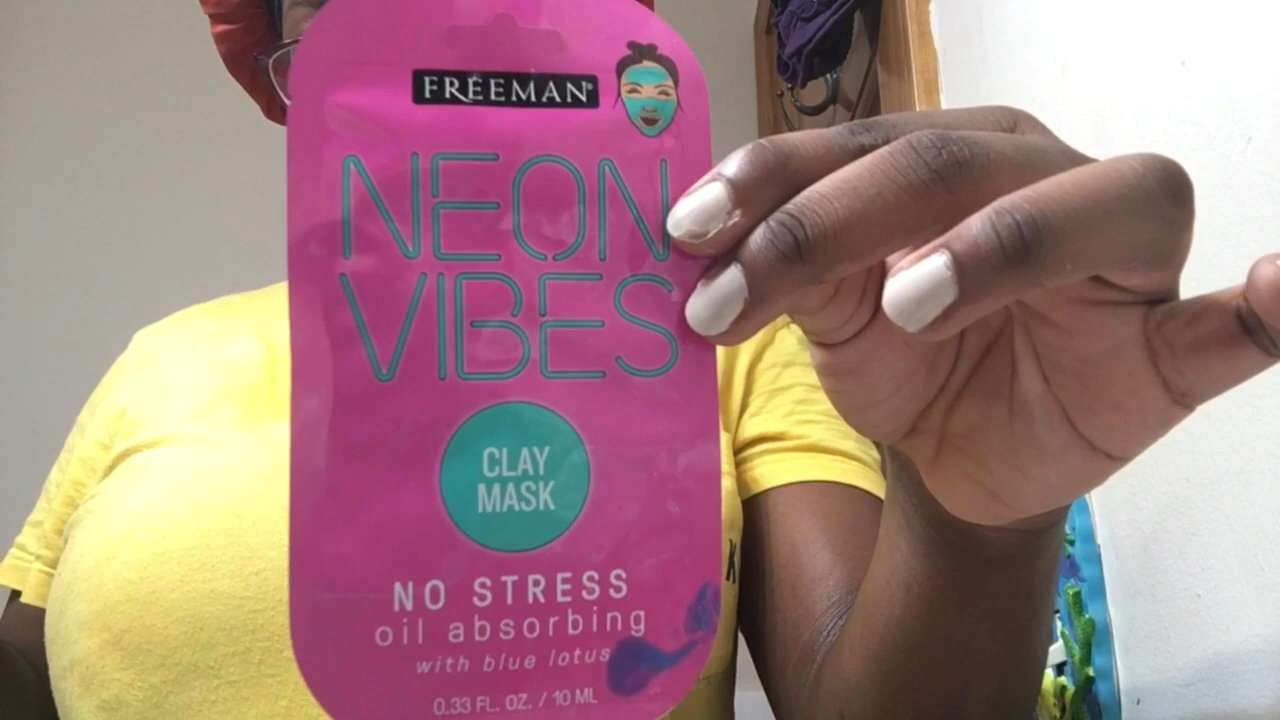 FREEMAN®
NEON
VIBES
CLAY
MASK
NO STRESS
oil absorbing
with blue lotus
0.33 FL. OZ. / 10 ML
K